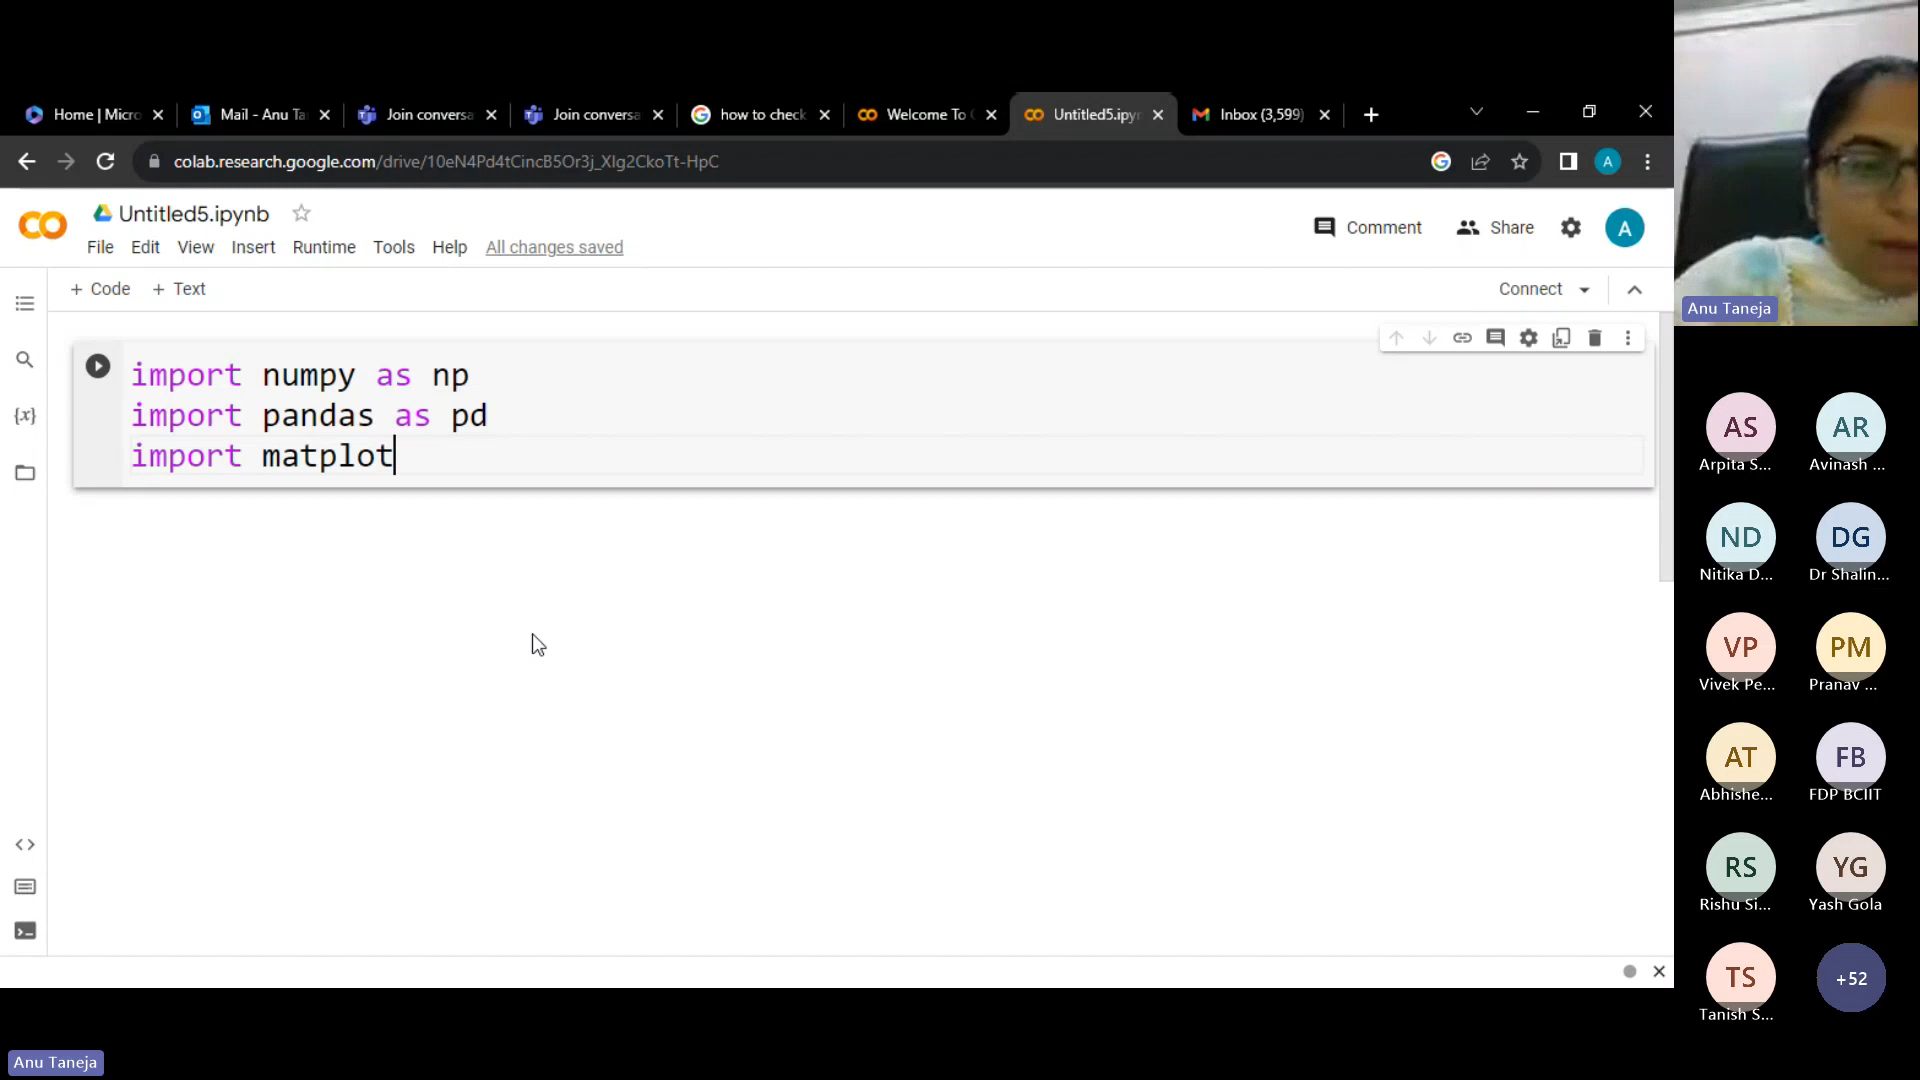 Home | Micro
Mail - Anu Ta
Join conversa
Join conversa
how to check
Welcome To C
Untitled5.ipyn
Inbox (3,599)
colab.research.google.com/drive/10eN4Pd4tCincB5Or3j_XIg2CkoTt-HpC
A
CO
Untitled5.ipynb
File Edit View Insert Runtime Tools Help All changes saved
Comment
Share
A
+ Code + Text
Connect
import numpy as np
import pandas as pd
import matplot
{x}
Anu Taneja
AS
Arpita S...
AR
Avinash ...
ND
Nitika D...
DG
Dr Shalin...
VP
Vivek Pe...
PM
Pranav ...
AT
Abhishe...
FB
FDP BCIIT
RS
Rishu Si...
YG
Yash Gola
TS
Tanish S...
+52
Anu Taneja